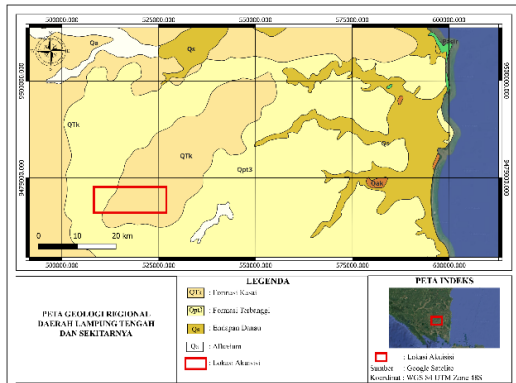 500000.000 525000.000 550000.000 575000.000 600000.000
Qa
Qs
QTk
QTk
Qpt3
Qs
Qak
9475000.000
9475000.000
0 10 20 km
500000.000 525000.000 550000.000 575000.000 600000.000
PETA GEOLOGI REGIONAL
DAERAH LAMPUNG TENGAH
DAN SEKITARNYA
LEGENDA
QTk : Formasi Kasai
Qpt3 : Formasi Terbanggi
Qs : Endapan Danau
Qa : Alluvium
: Lokasi Akuisisi
PETA INDEKS
: Lokasi Akuisisi
Sumber : Google Satelite
Koordinat : WGS 84 UTM Zone 48S